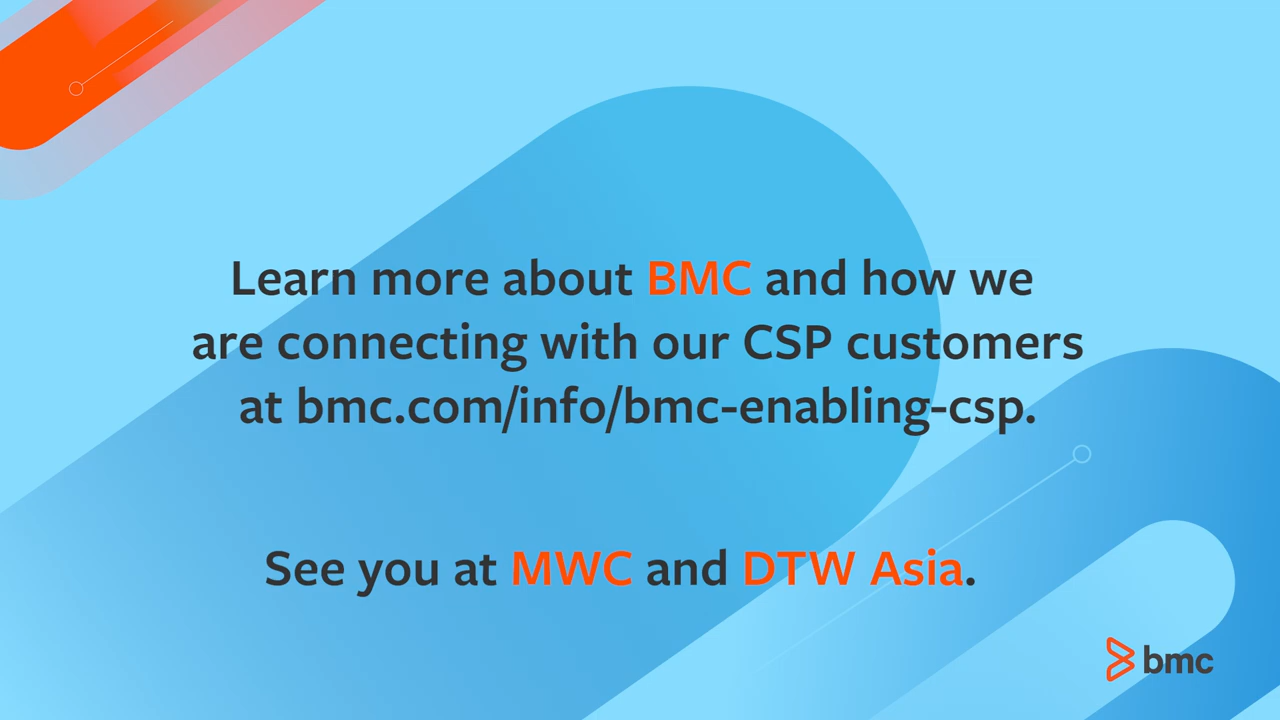 Learn more about BMC and how we
are connecting with our CSP customers
at bmc.com/info/bmc-enabling-csp.
See you at MWC and DTW Asia.
bmc